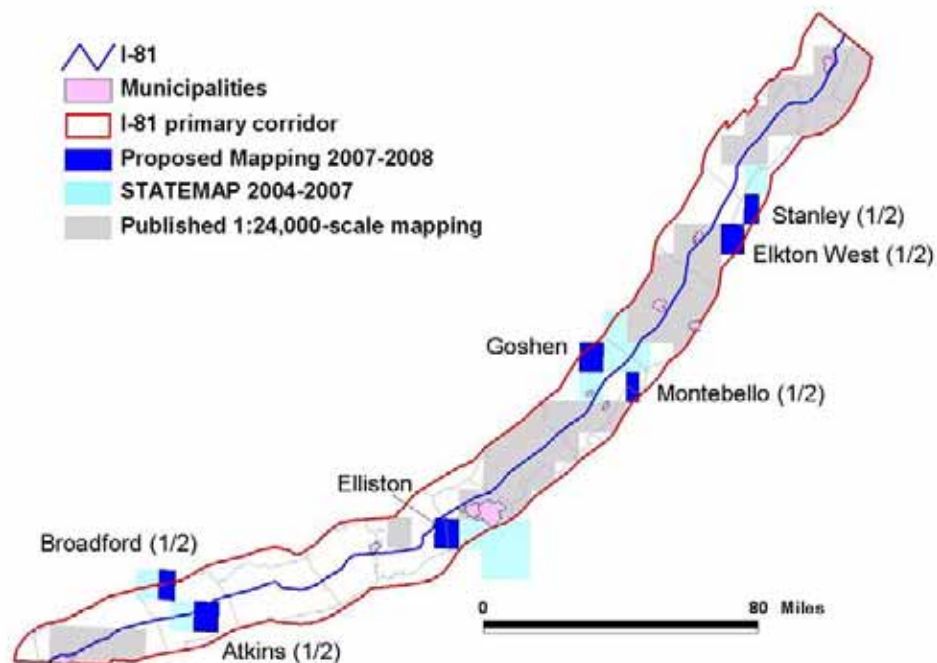 I-81
Municipalities
I-81 primary corridor
Proposed Mapping 2007-2008
STATEMAP 2004-2007
Published 1:24,000-scale mapping
Stanley (1/2)
Elkton West (1/2)
Goshen
Montebello (1/2)
Elliston
Broadford (1/2)
Atkins (1/2)
0 80 Miles